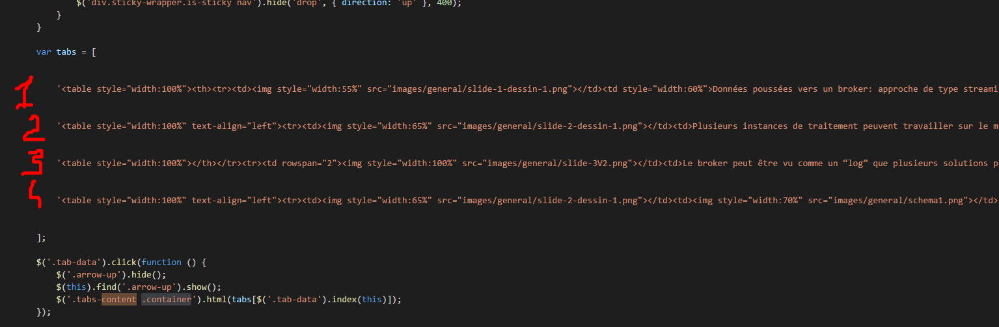 $('div.sticky-wrapper.is-sticky nav').hide('drop', { direction: 'up' }, 400);
}
}
var tabs = [
1 '<table style="width:100%"><th><tr><td><img style="width:55%" src="images/general/slide-1-dessin-1.png"></td><td style="width:60%">Données poussées vers un broker: approche de type streami
2 '<table style="width:100%" text-align="left"><tr><td><img style="width:65%" src="images/general/slide-2-dessin-1.png"></td><td>Plusieurs instances de traitement peuvent travailler sur le m
3 '<table style="width:100%"></th></tr><tr><td rowspan="2"><img style="width:100%" src="images/general/slide-3V2.png"></td><td>Le broker peut être vu comme un “log” que plusieurs solutions p
4 '<table style="width:100%" text-align="left"><tr><td><img style="width:65%" src="images/general/slide-2-dessin-1.png"></td><td><img style="width:70%" src="images/general/schema1.png"></td>
];
$('.tab-data').click(function () {
$('.arrow-up').hide();
$(this).find('.arrow-up').show();
$('.tabs-content .container').html(tabs[$('.tab-data').index(this)]);
});